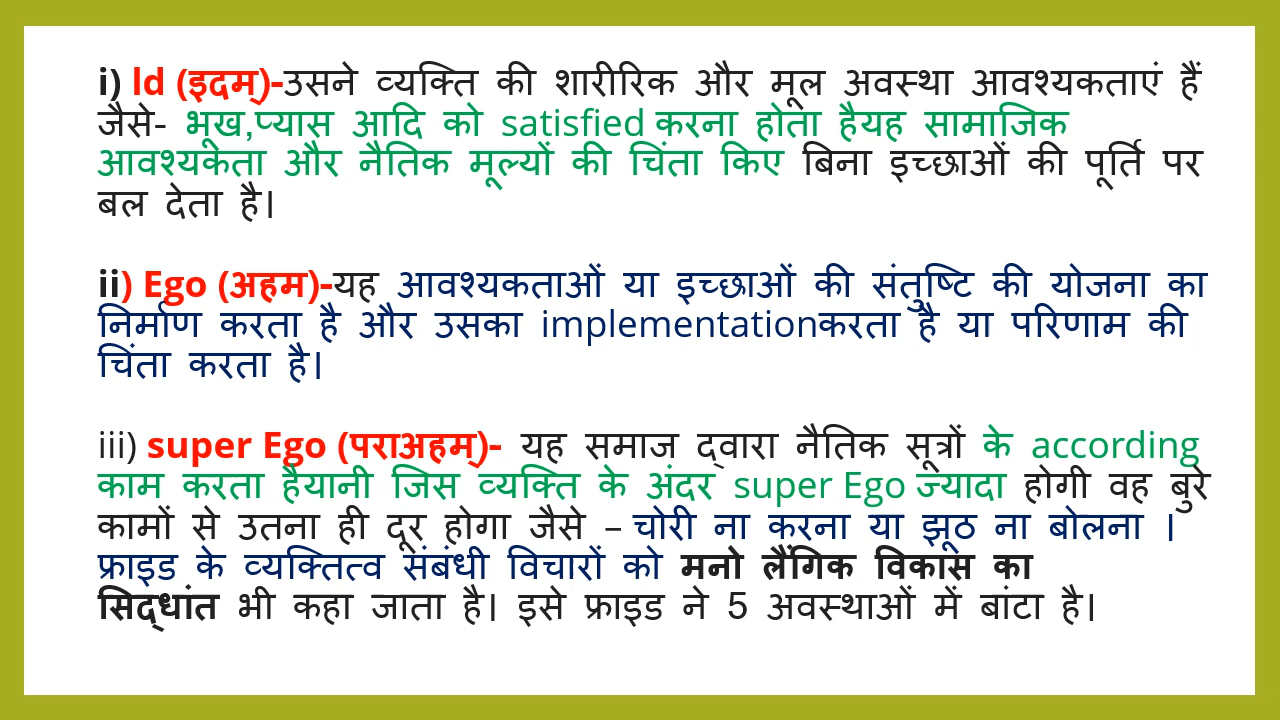 i) ld (इदम्)-उसने व्यक्ति की शारीरिक और मूल अवस्था आवश्यकताएं हैं
जैसे- भूख,प्यास आदि को satisfied करना होता हैयह सामाजिक
आवश्यकता और नैतिक मूल्यों की चिंता किए बिना इच्छाओं की पूर्ति पर
बल देता है।
ii) Ego (अहम)-यह आवश्यकताओं या इच्छाओं की संतुष्टि की योजना का
निर्माण करता है और उसका implementationकरता है या परिणाम की
चिंता करता है।
iii) super Ego (पराअहम्)- यह समाज द्वारा नैतिक सूत्रों के according
काम करता हैयानी जिस व्यक्ति के अंदर super Ego ज्यादा होगी वह बुरे
कामों से उतना ही दूर होगा जैसे – चोरी ना करना या झूठ ना बोलना ।
फ्राइड के व्यक्तित्व संबंधी विचारों को मनो लैंगिक विकास का
सिद्धांत भी कहा जाता है। इसे फ्राइड ने 5 अवस्थाओं में बांटा है।